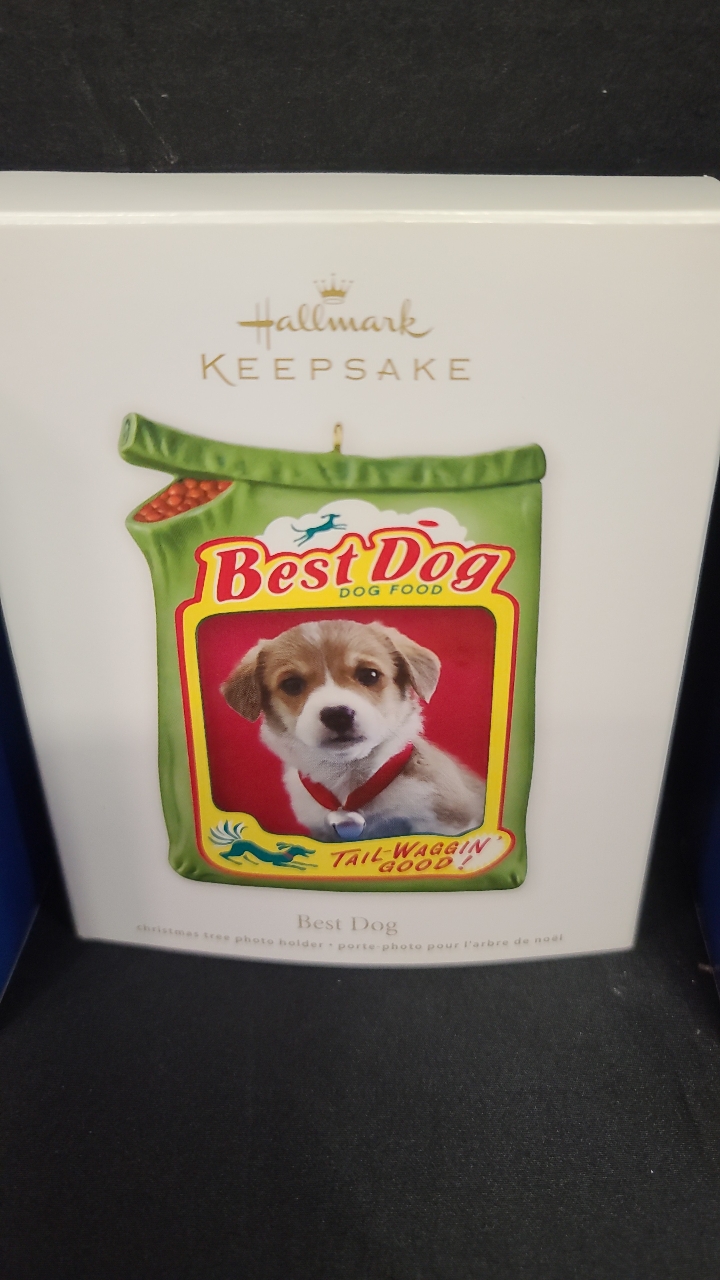 Hallmark
KEEPSAKE
Best Dog
DOG FOOD
TAIL-WAGGIN'
GOOD!
Best Dog
christmas tree photo holder • porte-photo pour l'arbre de noël